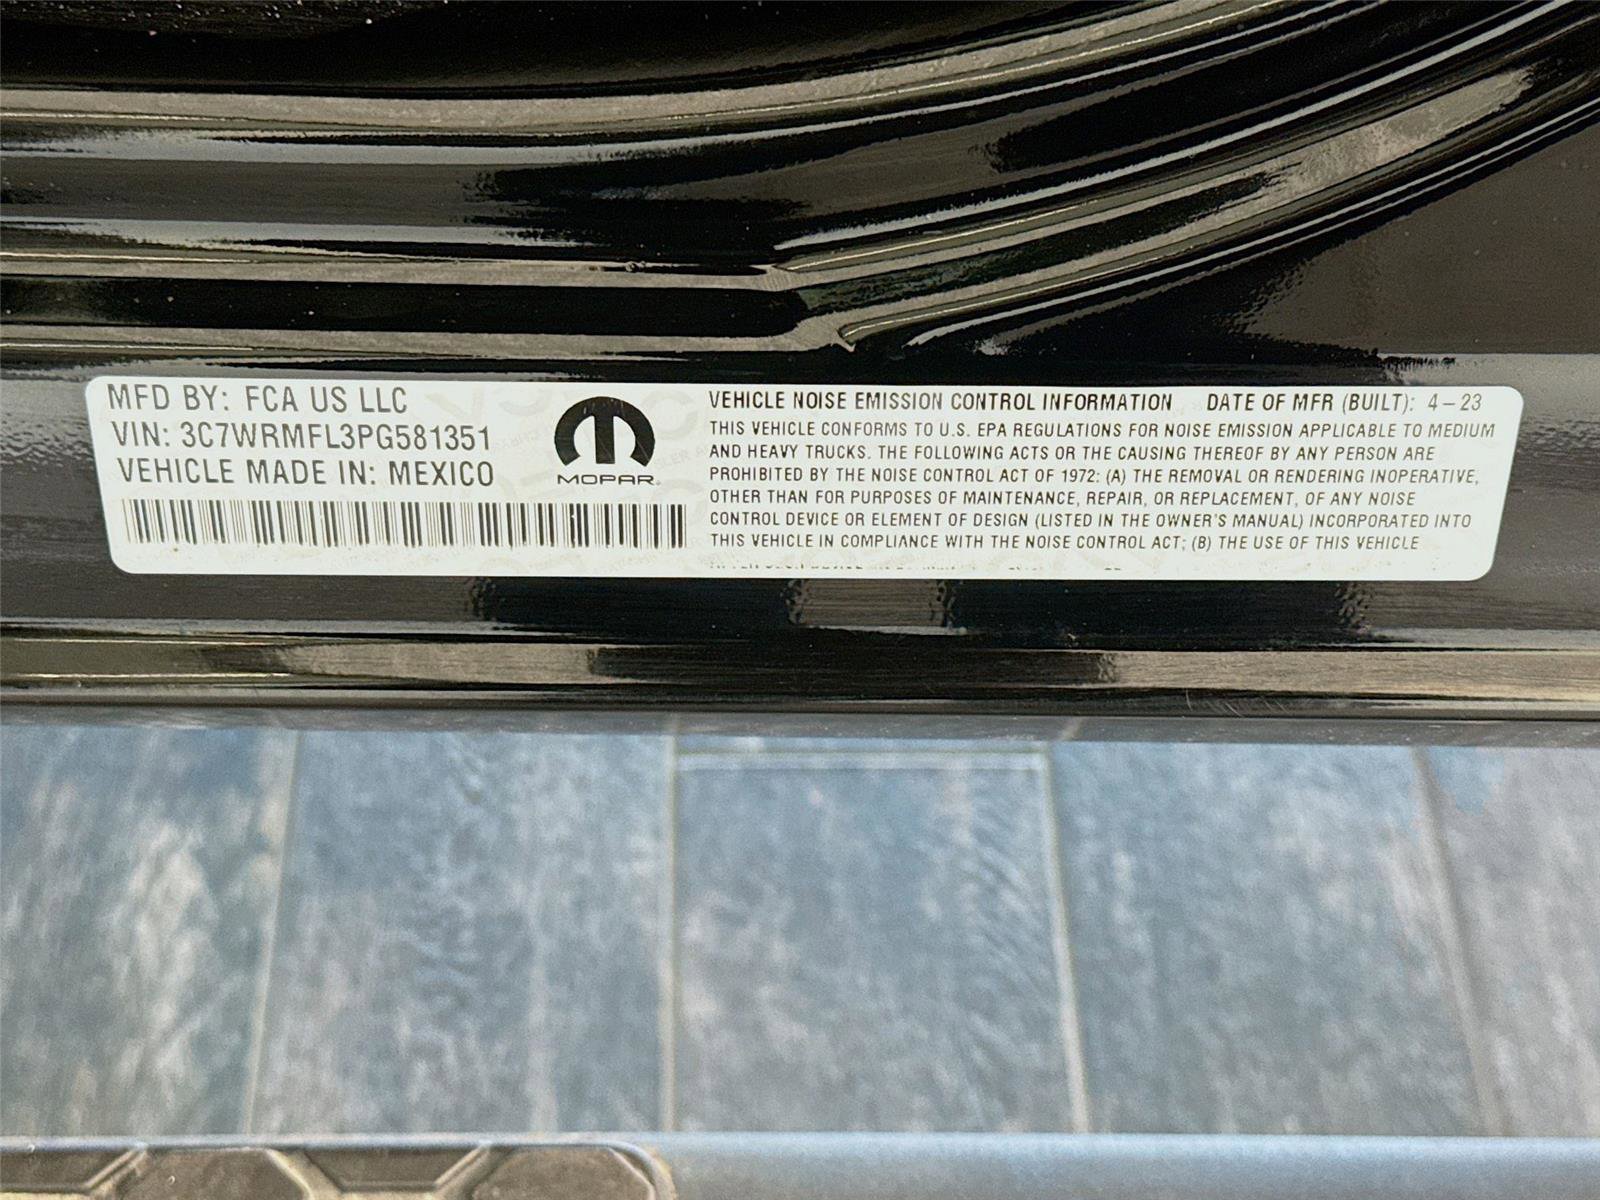 MFD BY: FCA US LLC
VIN: 3C7WRMFL3PG581351
VEHICLE MADE IN: MEXICO
MOPAR
VEHICLE NOISE EMISSION CONTROL INFORMATION DATE OF MFR (BUILT): 4-23
THIS VEHICLE CONFORMS TO U.S. EPA REGULATIONS FOR NOISE EMISSION APPLICABLE TO MEDIUM
AND HEAVY TRUCKS. THE FOLLOWING ACTS OR THE CAUSING THEREOF BY ANY PERSON ARE
PROHIBITED BY THE NOISE CONTROL ACT OF 1972: (A) THE REMOVAL OR RENDERING INOPERATIVE,
OTHER THAN FOR PURPOSES OF MAINTENANCE, REPAIR, OR REPLACEMENT, OF ANY NOISE
CONTROL DEVICE OR ELEMENT OF DESIGN (LISTED IN THE OWNER'S MANUAL) INCORPORATED INTO
THIS VEHICLE IN COMPLIANCE WITH THE NOISE CONTROL ACT; (B) THE USE OF THIS VEHICLE